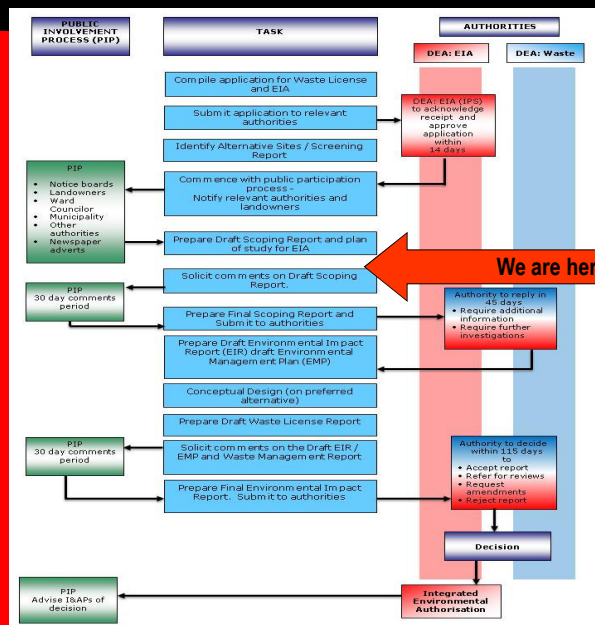 PUBLIC
INVOLVEMENT
PROCESS (PIP)
TASK
AUTHORITIES
DEA: EIA
DEA: Waste
Compile application for Waste License
and EIA
Submit application to relevant
authorities
DEA: EIA (IPS)
to acknowledge
receipt and
approve
application
within
14 days
Identify Alternative Sites / Screening
Report
PIP
• Notice boards
• Landowners
• Ward
Councilor
• Municipality
• Other
authorities
• Newspaper
adverts
Commence with public participation
process -
Notify relevant authorities and
landowners
Prepare Draft Scoping Report and plan
of study for EIA
We are her
Solicit comments on Draft Scoping
Report.
PIP
30 day comments
period
Authority to reply in
45 days
• Require additional
information
• Require further
investigations
Prepare Final Scoping Report and
Submit to authorities
Prepare Draft Environmental Impact
Report (EIR) draft Environmental
Management Plan (EMP)
Conceptual Design (on preferred
alternative)
Prepare Draft Waste License Report
PIP
30 day comments
period
Solicit comments on the Draft EIR /
EMP and Waste Management Report
Authority to decide
within 115 days
to
• Accept report
• Refer for reviews
• Request
amendments
• Reject report
Prepare Final Environmental Impact
Report. Submit to authorities
Decision
PIP
Advise I&APs of
decision
Integrated
Environmental
Authorisation